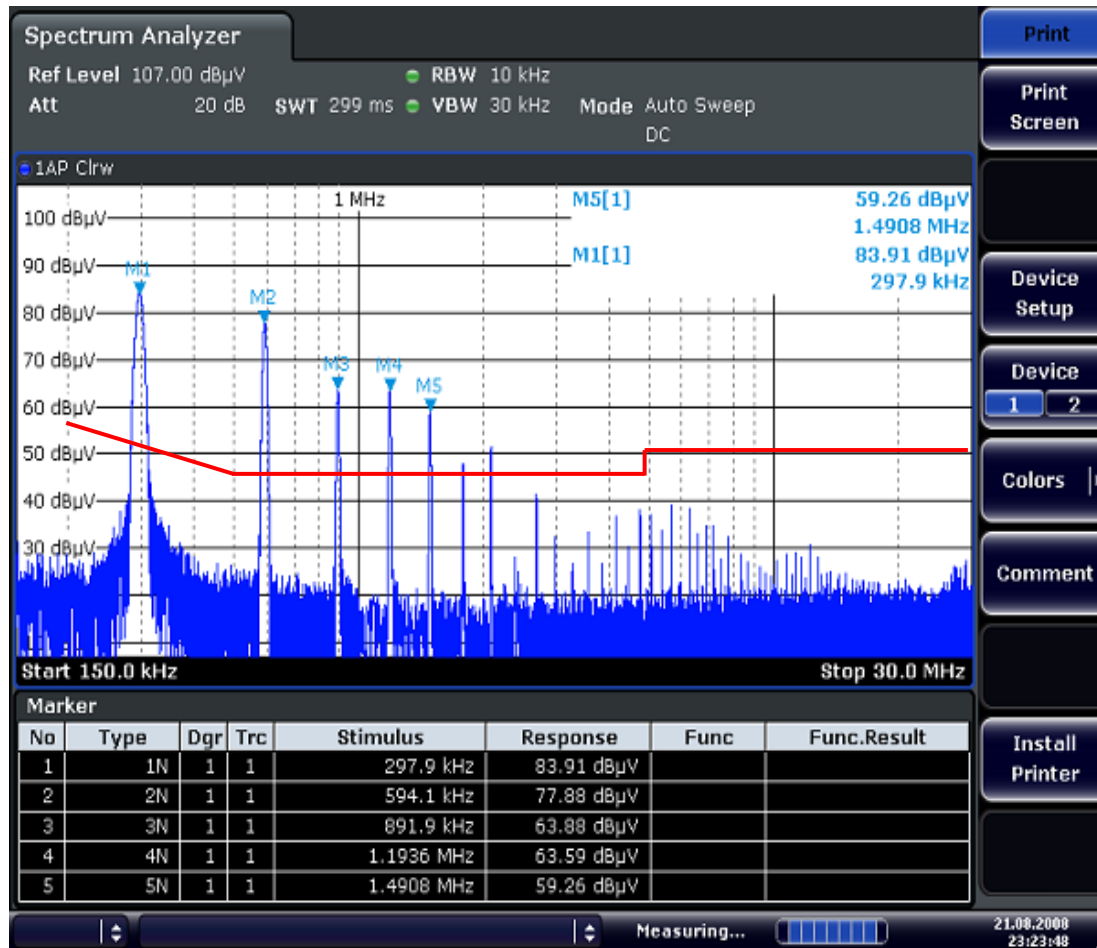 Spectrum Analyzer
Ref Level 107.00 dBµV RBW 10 kHz
Att 20 dB SWT 299 ms VBW 30 kHz Mode Auto Sweep
DC
1AP Clrw
1 MHz
M5[1] 59.26 dBµV
1.4908 MHz
M1[1] 83.91 dBµV
297.9 kHz
100 dBµV
90 dBµV
80 dBµV
70 dBµV
60 dBµV
50 dBµV
40 dBµV
30 dBµV
M1
M2
M3
M4
M5
Start 150.0 kHz Stop 30.0 MHz
Marker
No Type Dgr Trc Stimulus Response Func Func.Result
1 1N 1 1 297.9 kHz 83.91 dBµV
2 2N 1 1 594.1 kHz 77.88 dBµV
3 3N 1 1 891.9 kHz 63.88 dBµV
4 4N 1 1 1.1936 MHz 63.59 dBµV
5 5N 1 1 1.4908 MHz 59.26 dBµV
Measuring...
21.08.2008
23:23:48
Print
Print
Screen
Device
Setup
Device
1 2
Colors
Comment
Install
Printer